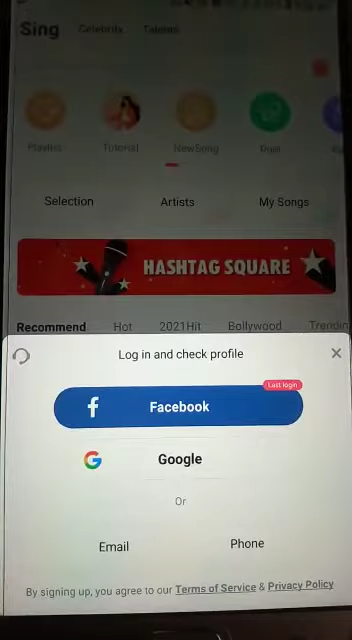 Sing Celebrity Talents
Playlist Tutorial NewSong Duet
Selection Artists My Songs
HASHTAG SQUARE
Recommend Hot 2021Hit Bollywood Trendin
Log in and check profile
Last login
Facebook
Google
Or
Email Phone
By signing up, you agree to our Terms of Service & Privacy Policy